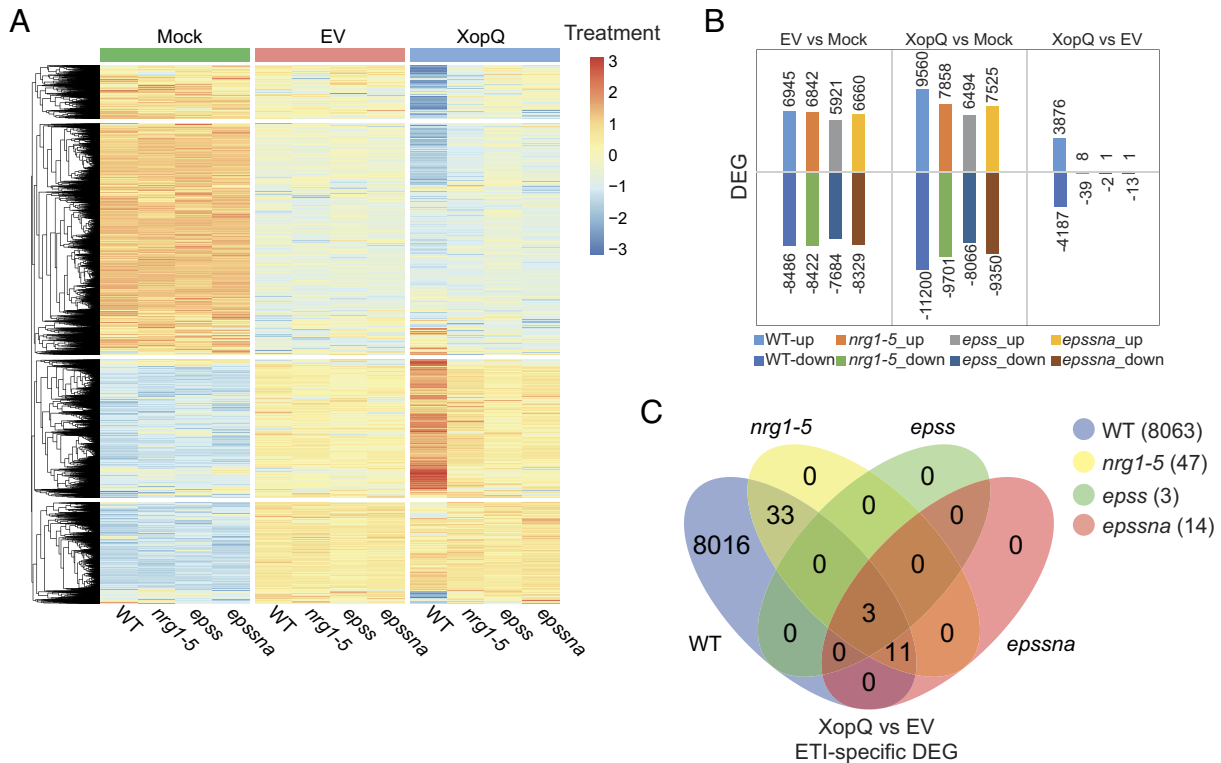 A
Mock
EV
XopQ
Treatment
3
2
1
0
−1
−2
−3
WT
nrg1-5
epss
epssna
WT
nrg1-5
epss
epssna
WT
nrg1-5
epss
epssna
B
EV vs Mock
XopQ vs Mock
XopQ vs EV
DEG
6945
6842
5921
6660
9560
7858
6494
7525
3876
8
1
1
-8486
-8422
-7684
-8329
-11200
-9701
-8066
-9350
-4187
-39
-2
-13
WT-up
nrg1-5_up
epss_up
epssna_up
WT-down
nrg1-5_down
epss_down
epssna_down
C
nrg1-5
epss
WT (8063)
nrg1-5 (47)
epss (3)
epssna (14)
0
0
0
33
0
8016
0
0
0
3
0
0
11
0
0
WT
epssna
XopQ vs EV
ETI-specific DEG